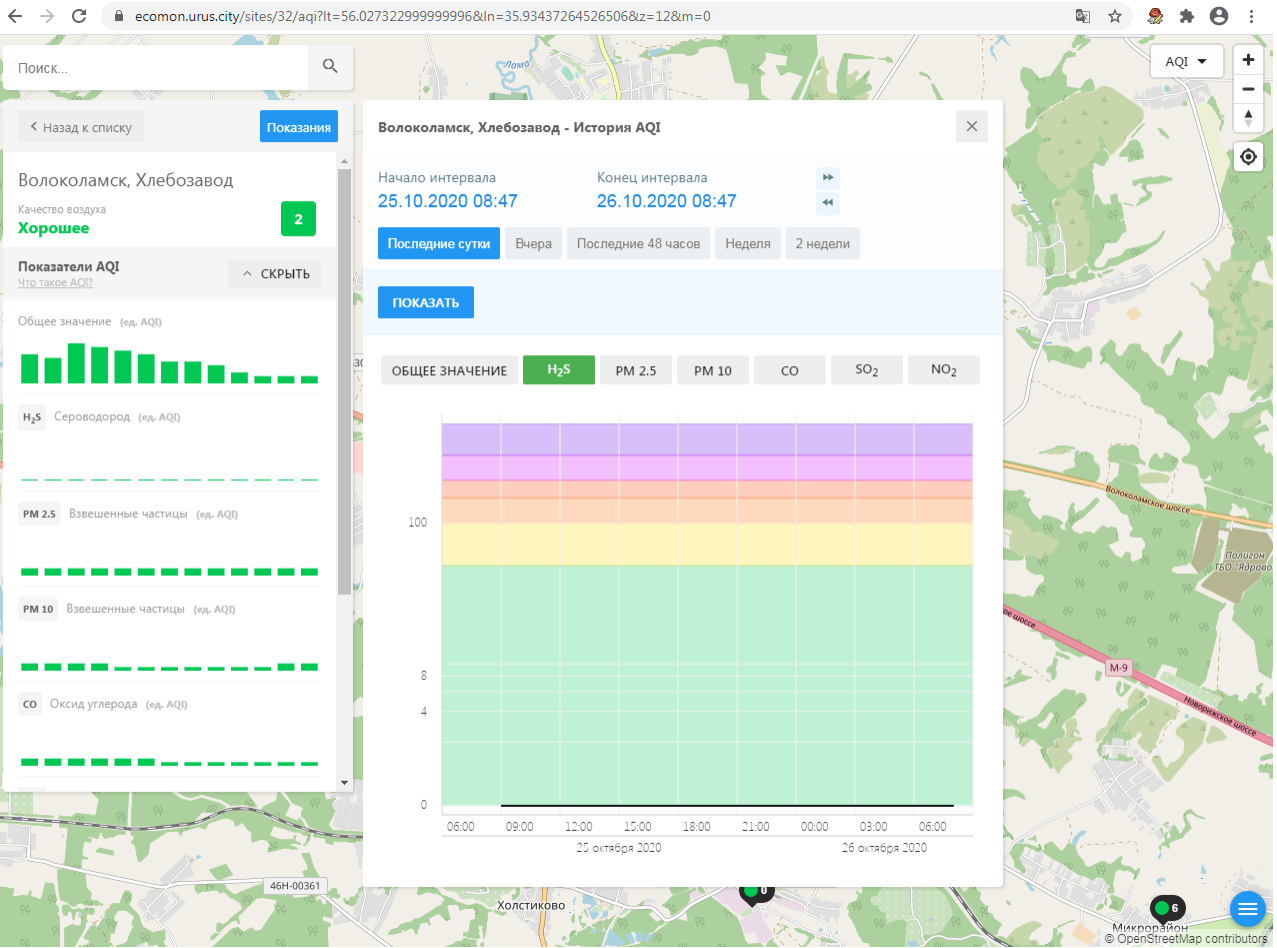 ecomon.urus.city/sites/32/aqi?lt=56.027322999999996&ln=35.93437264526506&z=12&m=0
Поиск...
AQI
Лама
Назад к списку
Показания
Волоколамск, Хлебозавод
Качество воздуха
Хорошее
2
Показатели AQI
Что такое AQI?
СКРЫТЬ
Общее значение (ед. AQI)
H2S Сероводород (ед. AQI)
PM 2.5 Взвешенные частицы (ед. AQI)
PM 10 Взвешенные частицы (ед. AQI)
CO Оксид углерода (ед. AQI)
Волоколамск, Хлебозавод - История AQI
Начало интервала
25.10.2020 08:47
Конец интервала
26.10.2020 08:47
Последние сутки
Вчера
Последние 48 часов
Неделя
2 недели
ПОКАЗАТЬ
ОБЩЕЕ ЗНАЧЕНИЕ
H2S
PM 2.5
PM 10
CO
SO2
NO2
100
8
4
0
06:00 09:00 12:00 15:00 18:00 21:00 00:00 03:00 06:00
25 октября 2020 26 октября 2020
Волоколамское шоссе
Полигон
ТБО "Ядрово"
ое шоссе
М-9
Новорижское шоссе
46Н-00361
Холстиково
0
6
Микрорайон
© OpenStreetMap contributors